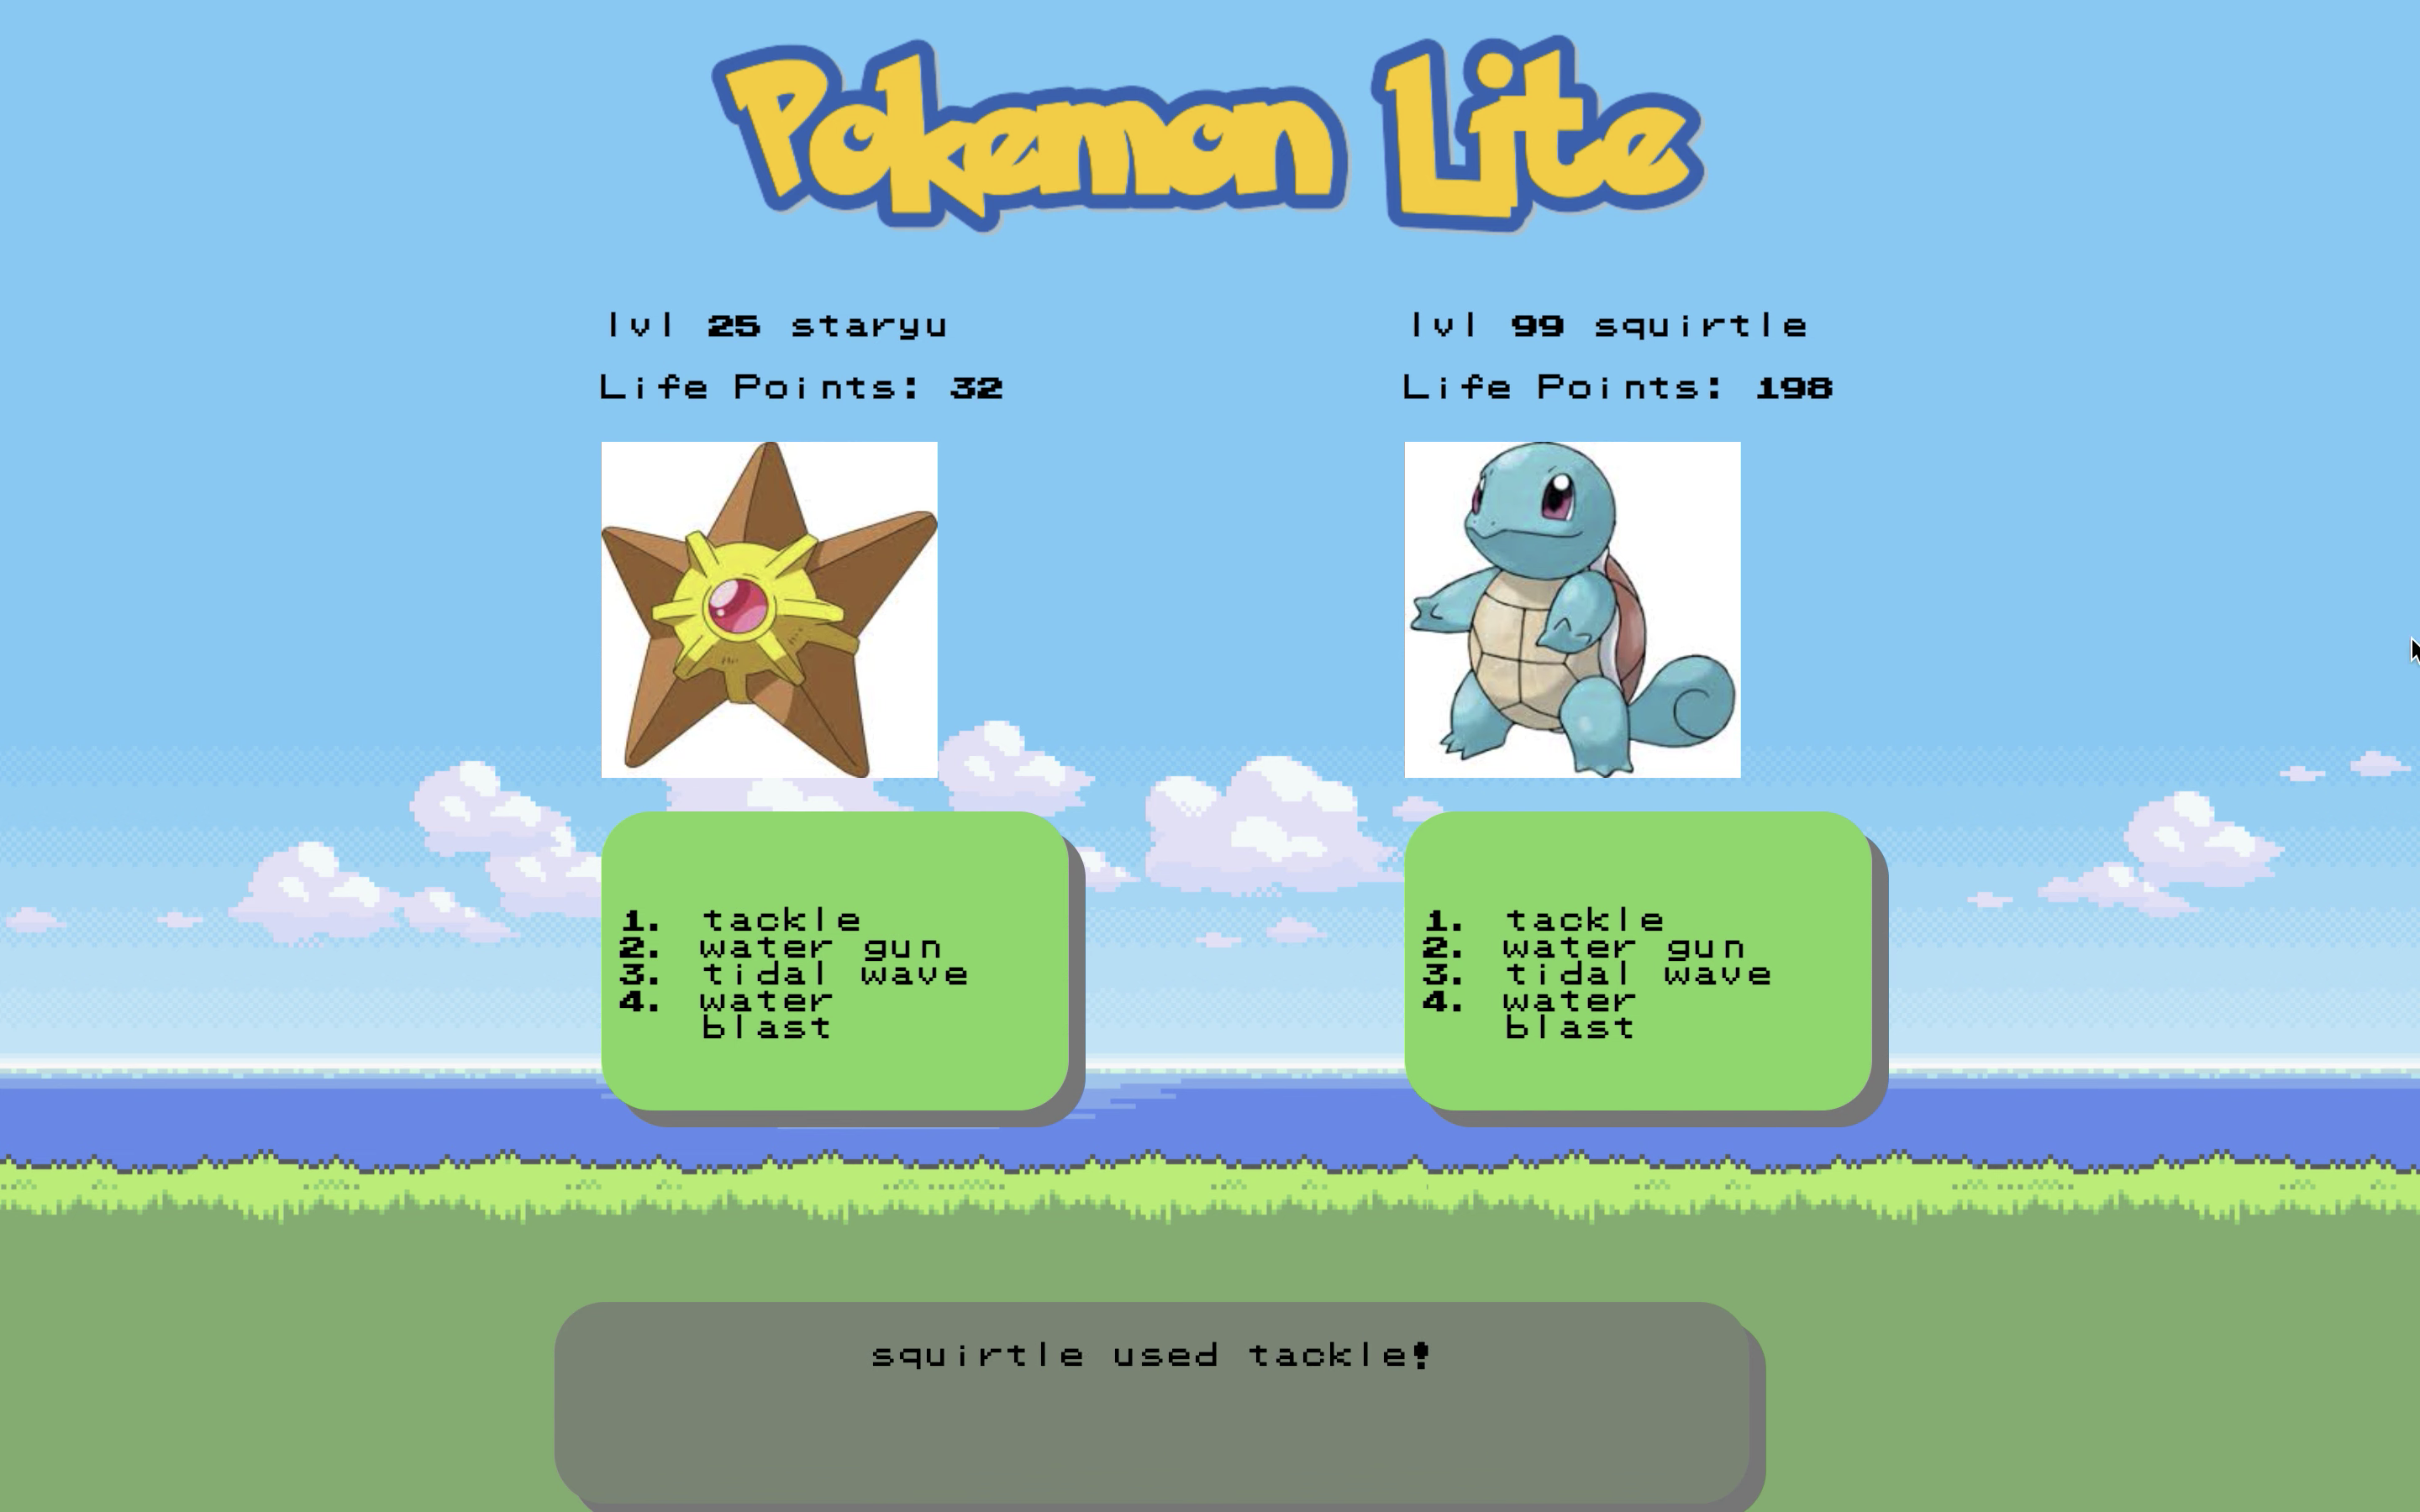 Pokemon Lite
lvl 25 staryu
Life Points: 32
1. tackle
2. water gun
3. tidal wave
4. water
blast
lvl 99 squirtle
Life Points: 198
1. tackle
2. water gun
3. tidal wave
4. water
blast
squirtle used tackle!